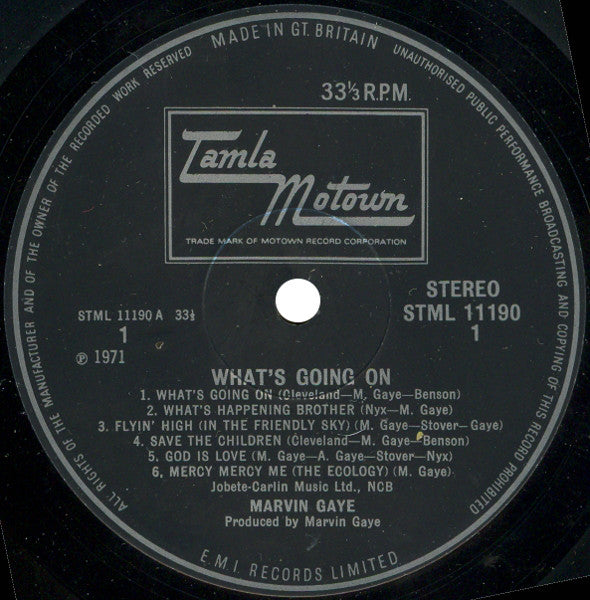 MADE IN GT. BRITAIN
UNAUTHORISED PUBLIC PERFORMANCE BROADCASTING AND COPYING OF THIS RECORD PROHIBITED
ALL RIGHTS OF THE MANUFACTURER AND OF THE OWNER OF THE RECORDED WORK RESERVED
33⅓ R.P.M.
Tamla
Motown
TRADE MARK OF MOTOWN RECORD CORPORATION
STML 11190 A 33⅓
1
℗ 1971
STEREO
STML 11190
1
WHAT'S GOING ON
1. WHAT'S GOING ON (Cleveland—M. Gaye—Benson)
2. WHAT'S HAPPENING BROTHER (Nyx—M. Gaye)
3. FLYIN' HIGH (IN THE FRIENDLY SKY) (M. Gaye—Stover—Gaye)
4. SAVE THE CHILDREN (Cleveland—M. Gaye—Benson)
5. GOD IS LOVE (M. Gaye—A. Gaye—Stover—Nyx)
6. MERCY MERCY ME (THE ECOLOGY) (M. Gaye)
Jobete-Carlin Music Ltd., NCB
MARVIN GAYE
Produced by Marvin Gaye
E.M.I. RECORDS LIMITED